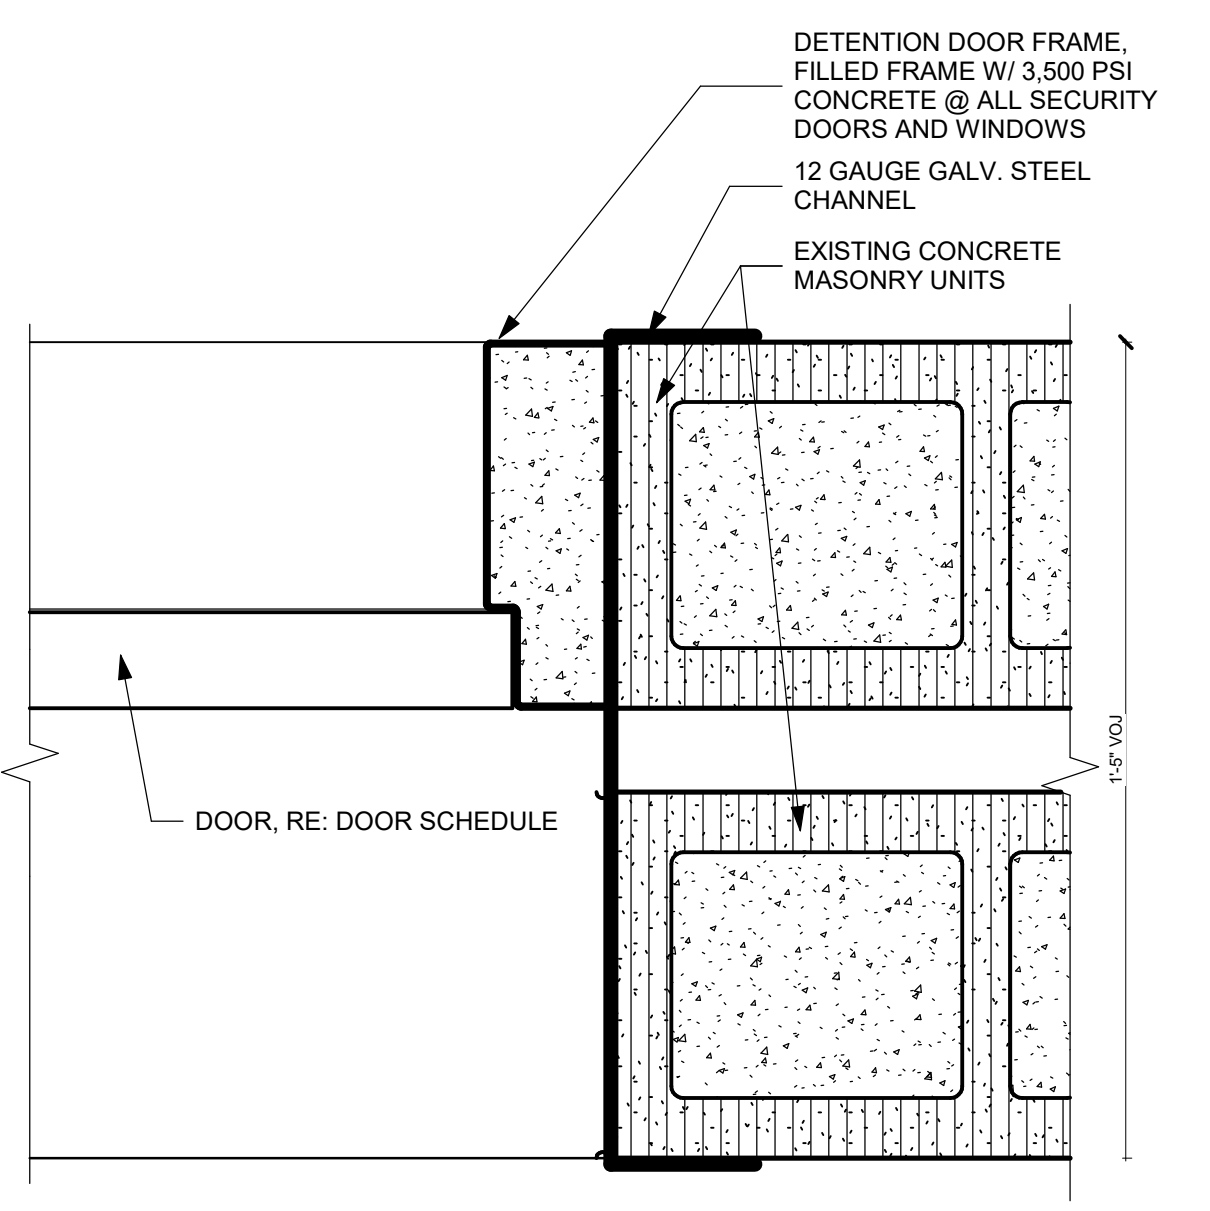 DETENTION DOOR FRAME,
FILLED FRAME W/ 3,500 PSI
CONCRETE @ ALL SECURITY
DOORS AND WINDOWS
12 GAUGE GALV. STEEL
CHANNEL
EXISTING CONCRETE
MASONRY UNITS
1'-5" VOJ
DOOR, RE: DOOR SCHEDULE